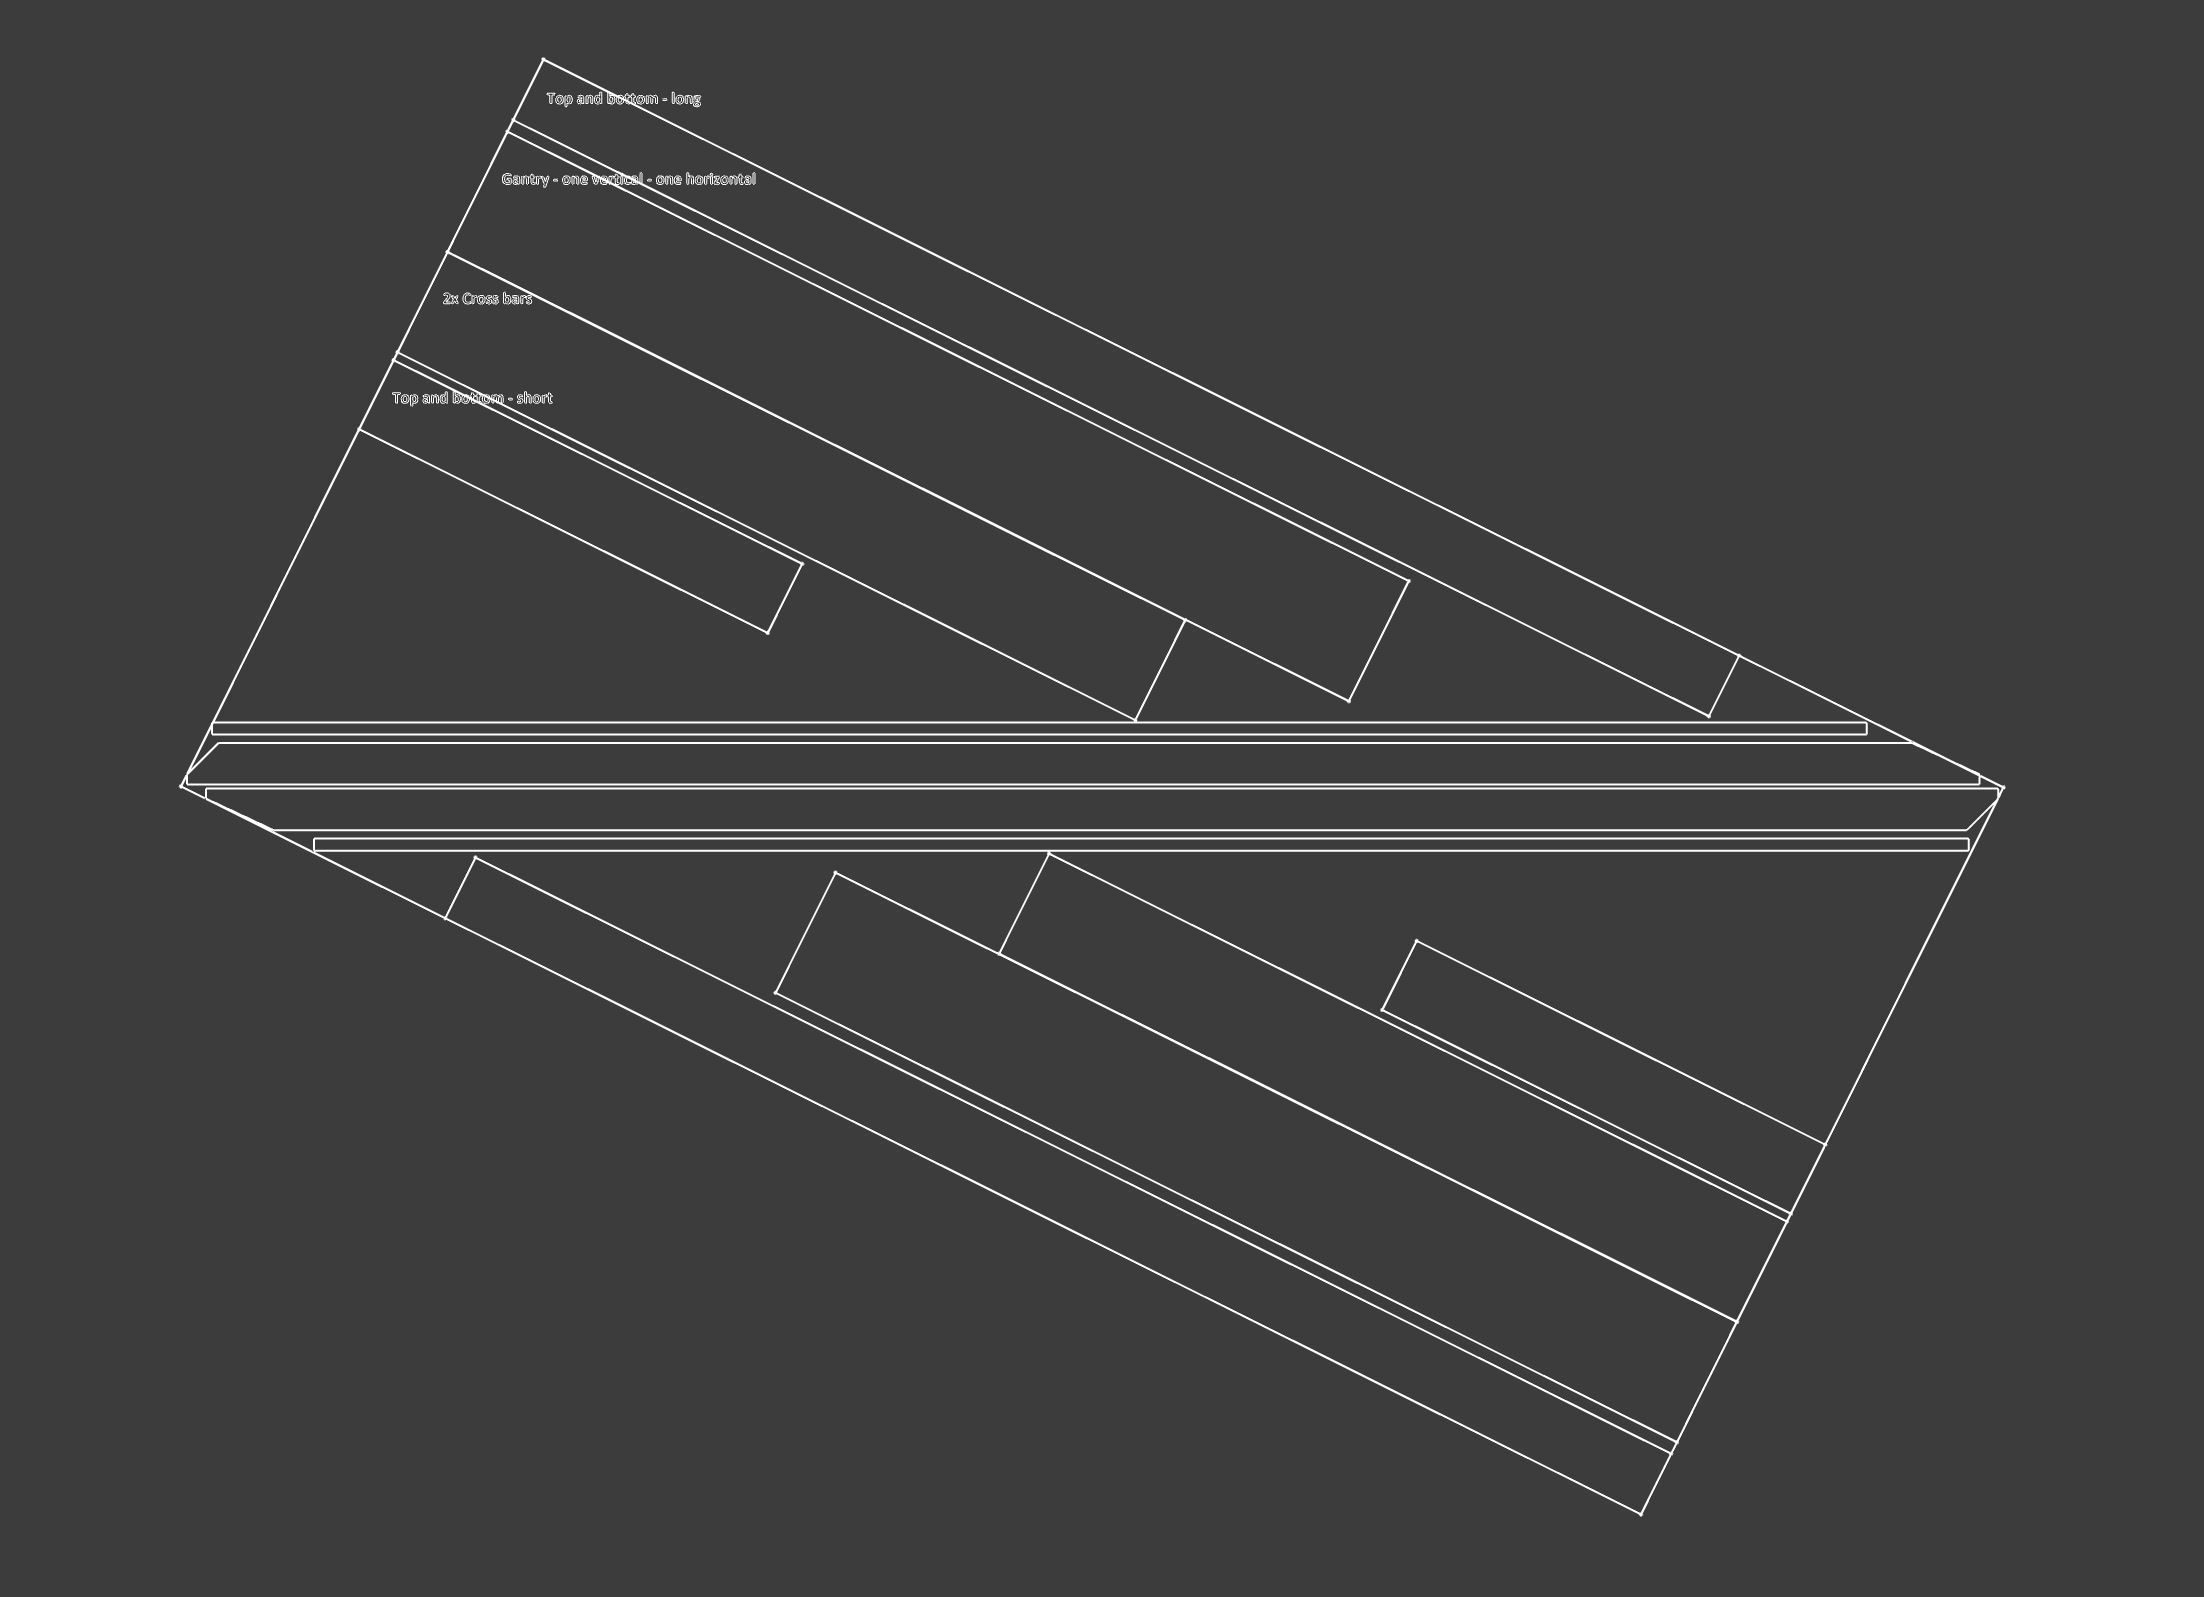 Top and bottom - long
Gantry - one vertical - one horizontal
2x Cross bars
Top and bottom - short